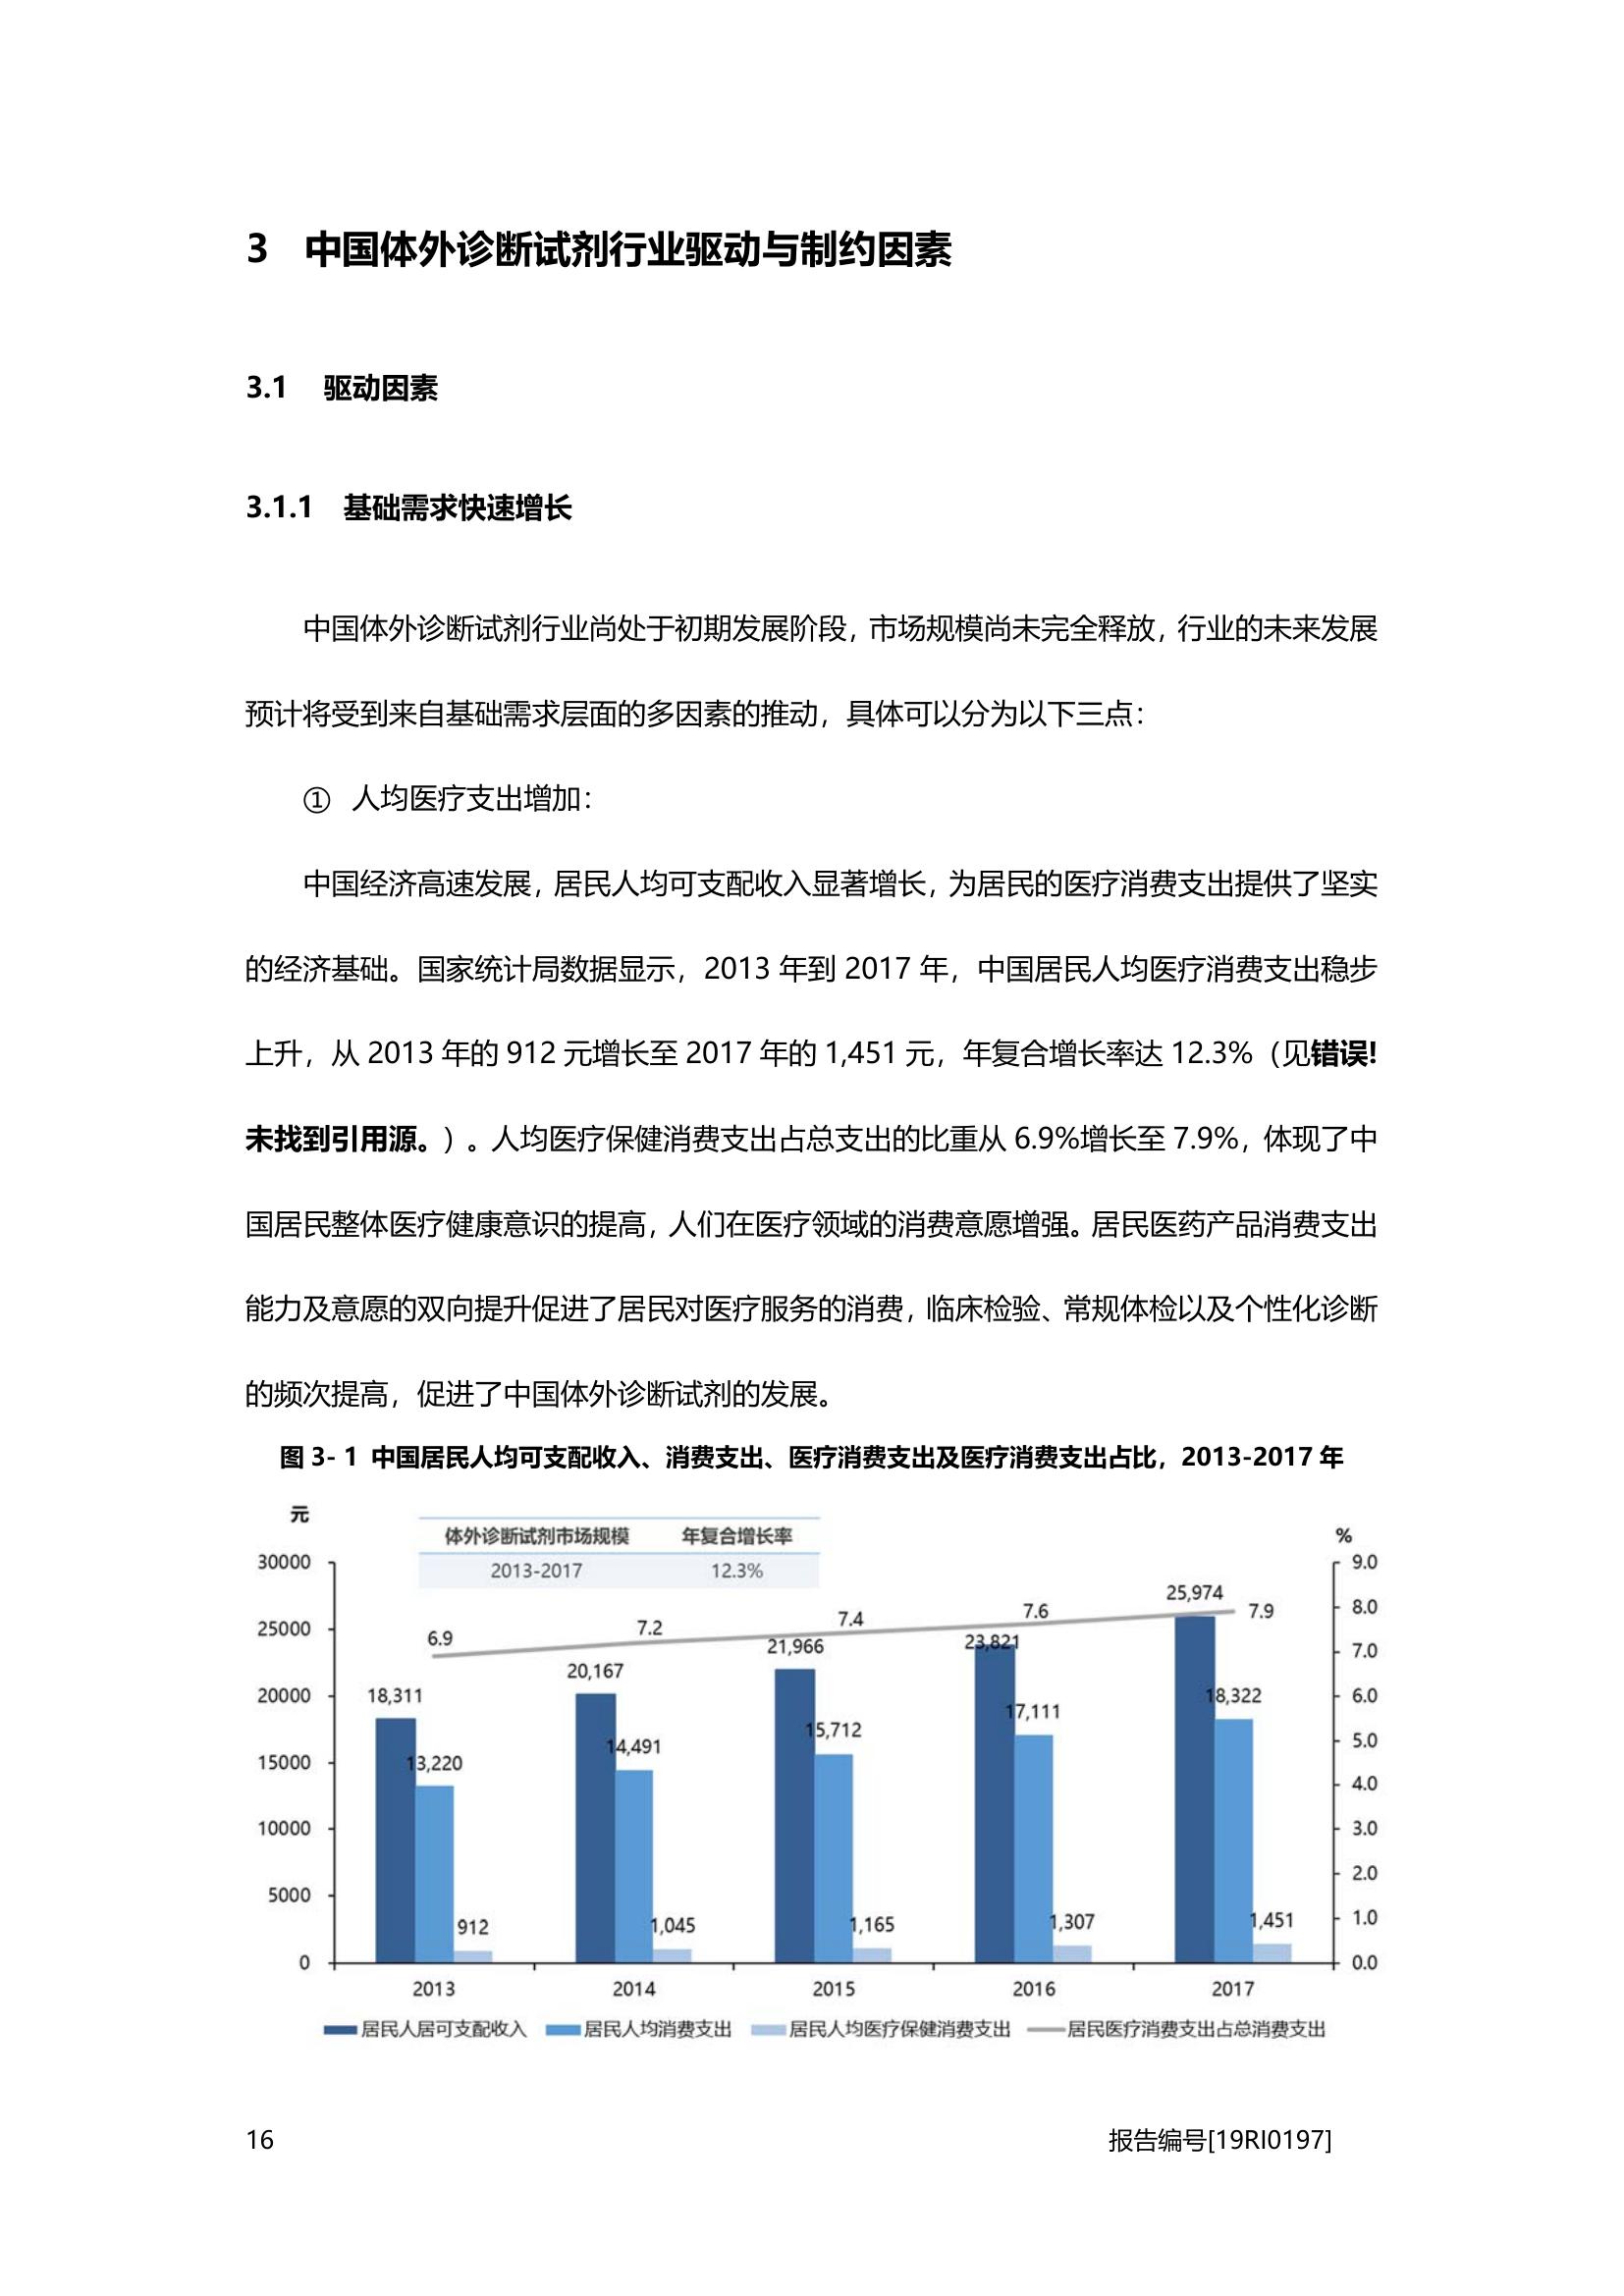 3 中国体外诊断试剂行业驱动与制约因素
3.1 驱动因素
3.1.1 基础需求快速增长
中国体外诊断试剂行业尚处于初期发展阶段，市场规模尚未完全释放，行业的未来发展
预计将受到来自基础需求层面的多因素的推动，具体可以分为以下三点：
① 人均医疗支出增加：
中国经济高速发展，居民人均可支配收入显著增长，为居民的医疗消费支出提供了坚实
的经济基础。国家统计局数据显示，2013 年到 2017 年，中国居民人均医疗消费支出稳步
上升，从 2013 年的 912 元增长至 2017 年的 1,451 元，年复合增长率达 12.3%（见错误!
未找到引用源。）。人均医疗保健消费支出占总支出的比重从 6.9%增长至 7.9%，体现了中
国居民整体医疗健康意识的提高，人们在医疗领域的消费意愿增强。居民医药产品消费支出
能力及意愿的双向提升促进了居民对医疗服务的消费，临床检验、常规体检以及个性化诊断
的频次提高，促进了中国体外诊断试剂的发展。
图 3- 1 中国居民人均可支配收入、消费支出、医疗消费支出及医疗消费支出占比，2013-2017 年
元
体外诊断试剂市场规模 年复合增长率
2013-2017 12.3%
%
30000
25000
20000
15000
10000
5000
0
9.0
8.0
7.0
6.0
5.0
4.0
3.0
2.0
1.0
0.0
6.9 7.2 7.4 7.6 7.9
18,311 20,167 21,966 23,821 25,974
13,220 14,491 15,712 17,111 18,322
912 1,045 1,165 1,307 1,451
2013 2014 2015 2016 2017
居民人居可支配收入 居民人均消费支出 居民人均医疗保健消费支出 居民医疗消费支出占总消费支出
16 报告编号[19RI0197]